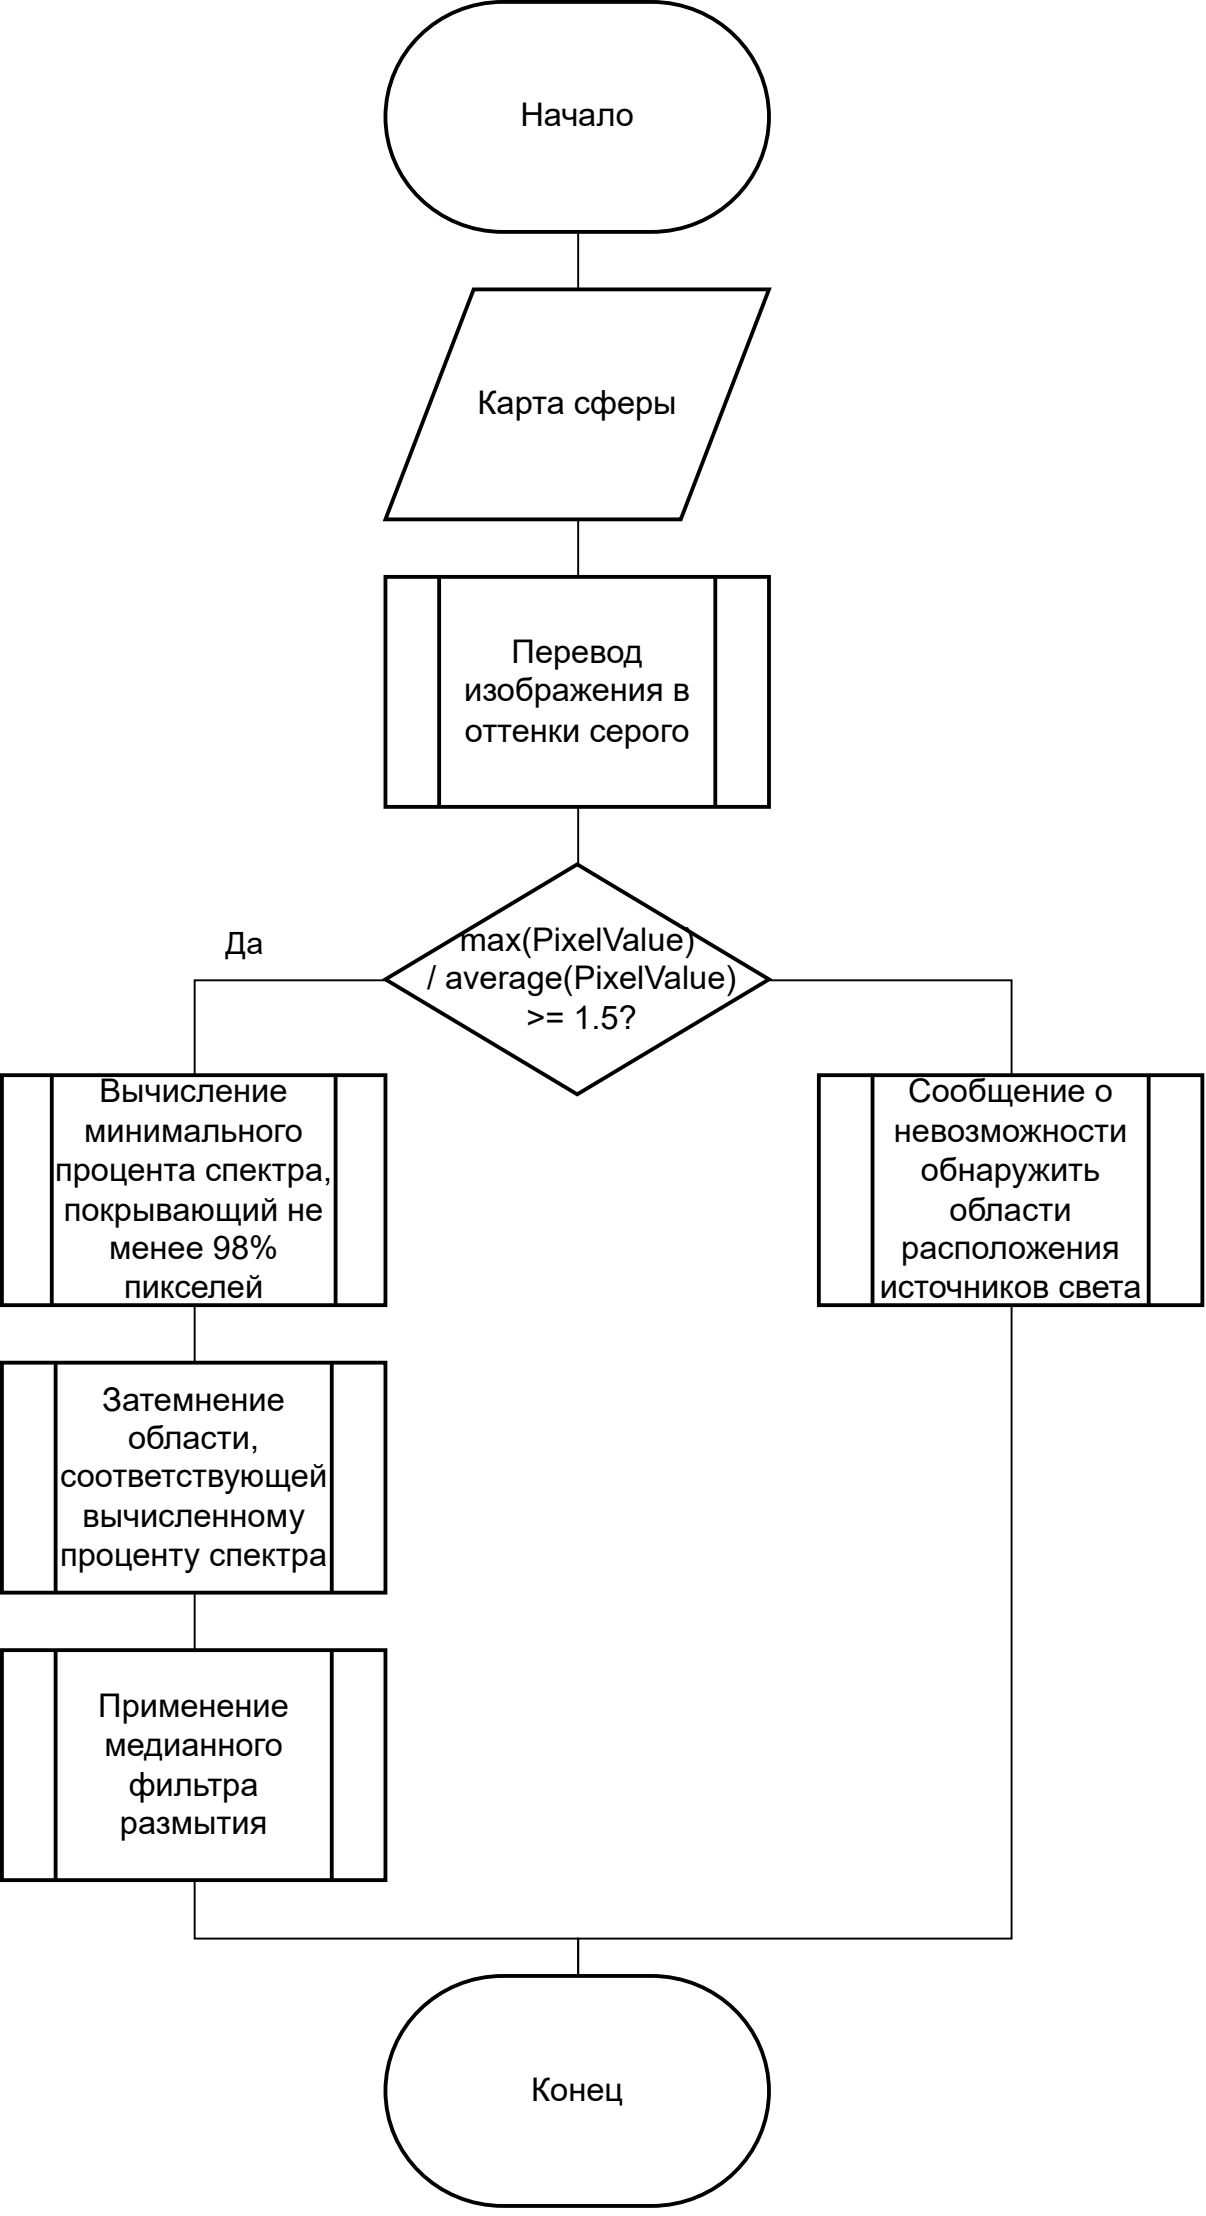 Начало
Карта сферы
Перевод
изображения в
оттенки серого
max(PixelValue)
/ average(PixelValue)
>= 1.5?
Да
Вычисление
минимального
процента спектра,
покрывающий не
менее 98%
пикселей
Сообщение о
невозможности
обнаружить
области
расположения
источников света
Затемнение
области,
соответствующей
вычисленному
проценту спектра
Применение
медианного
фильтра
размытия
Конец